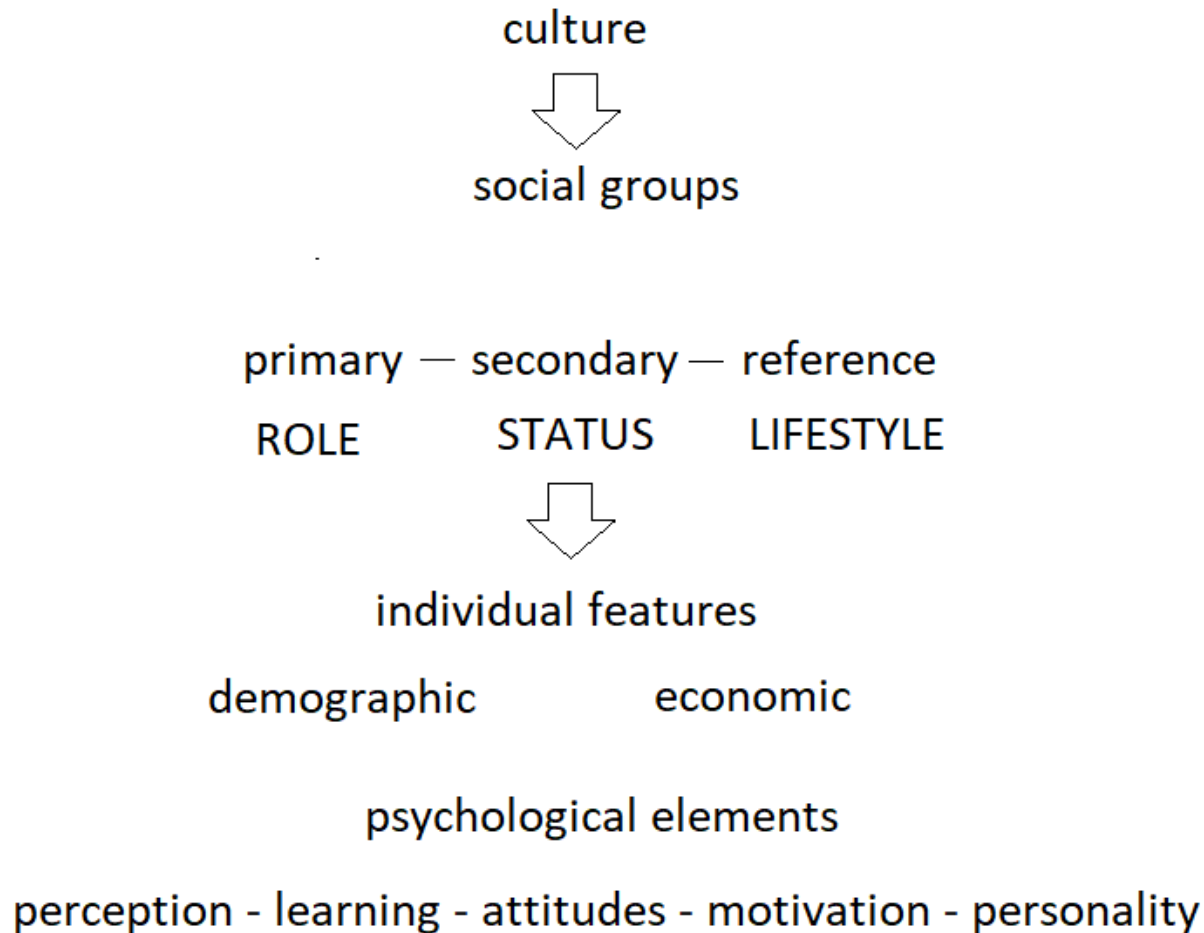 culture
social groups
primary — secondary — reference
ROLE STATUS LIFESTYLE
individual features
demographic economic
psychological elements
perception - learning - attitudes - motivation - personality